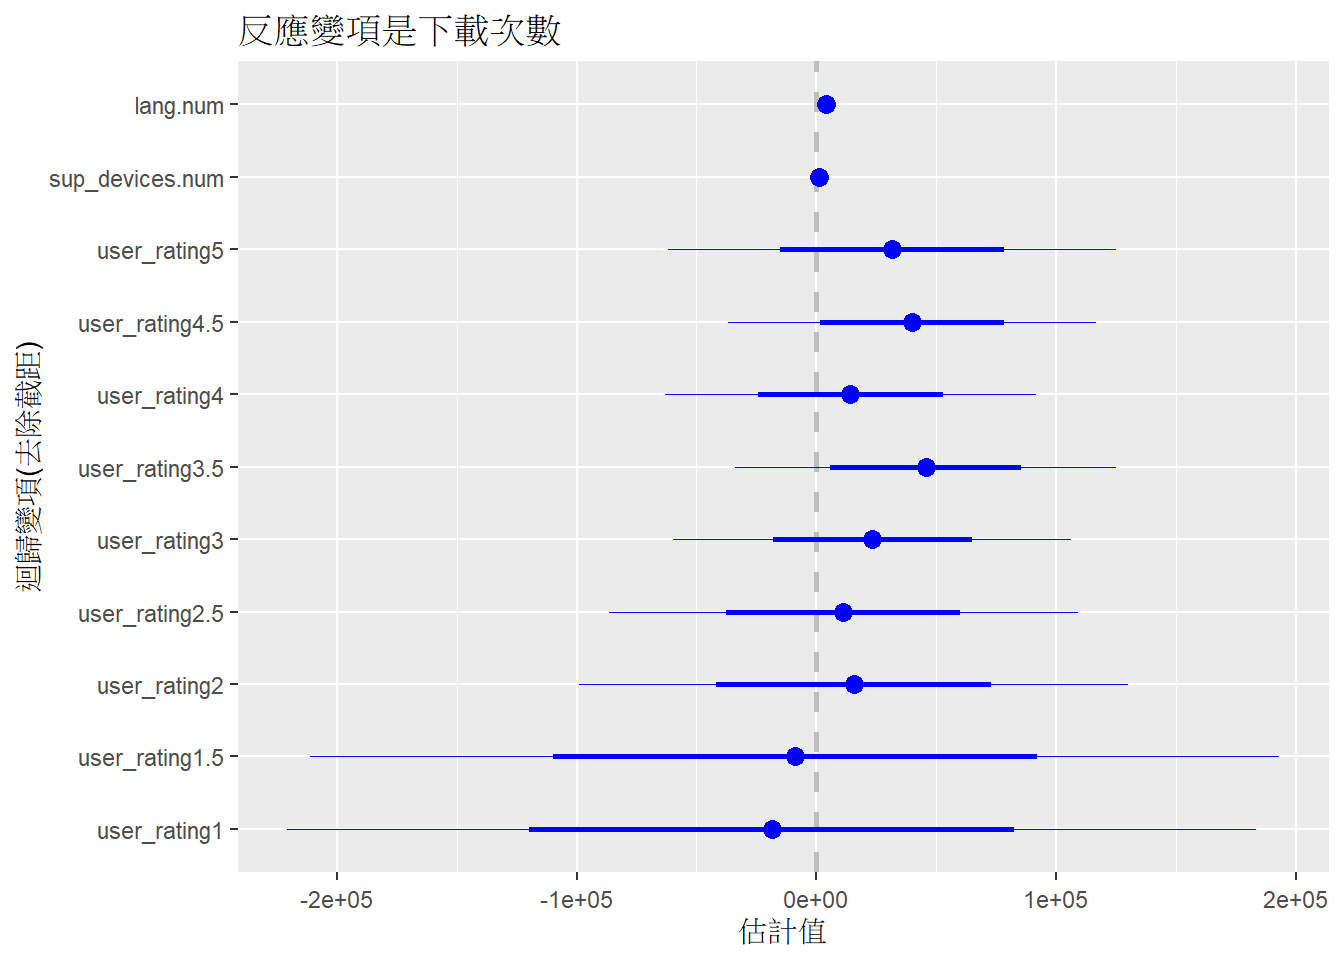 反應變項是下載次數
lang.num
sup_devices.num
user_rating5
user_rating4.5
user_rating4
user_rating3.5
user_rating3
user_rating2.5
user_rating2
user_rating1.5
user_rating1
迴歸變項(去除截距)
-2e+05 -1e+05 0e+00 1e+05 2e+05
估計值